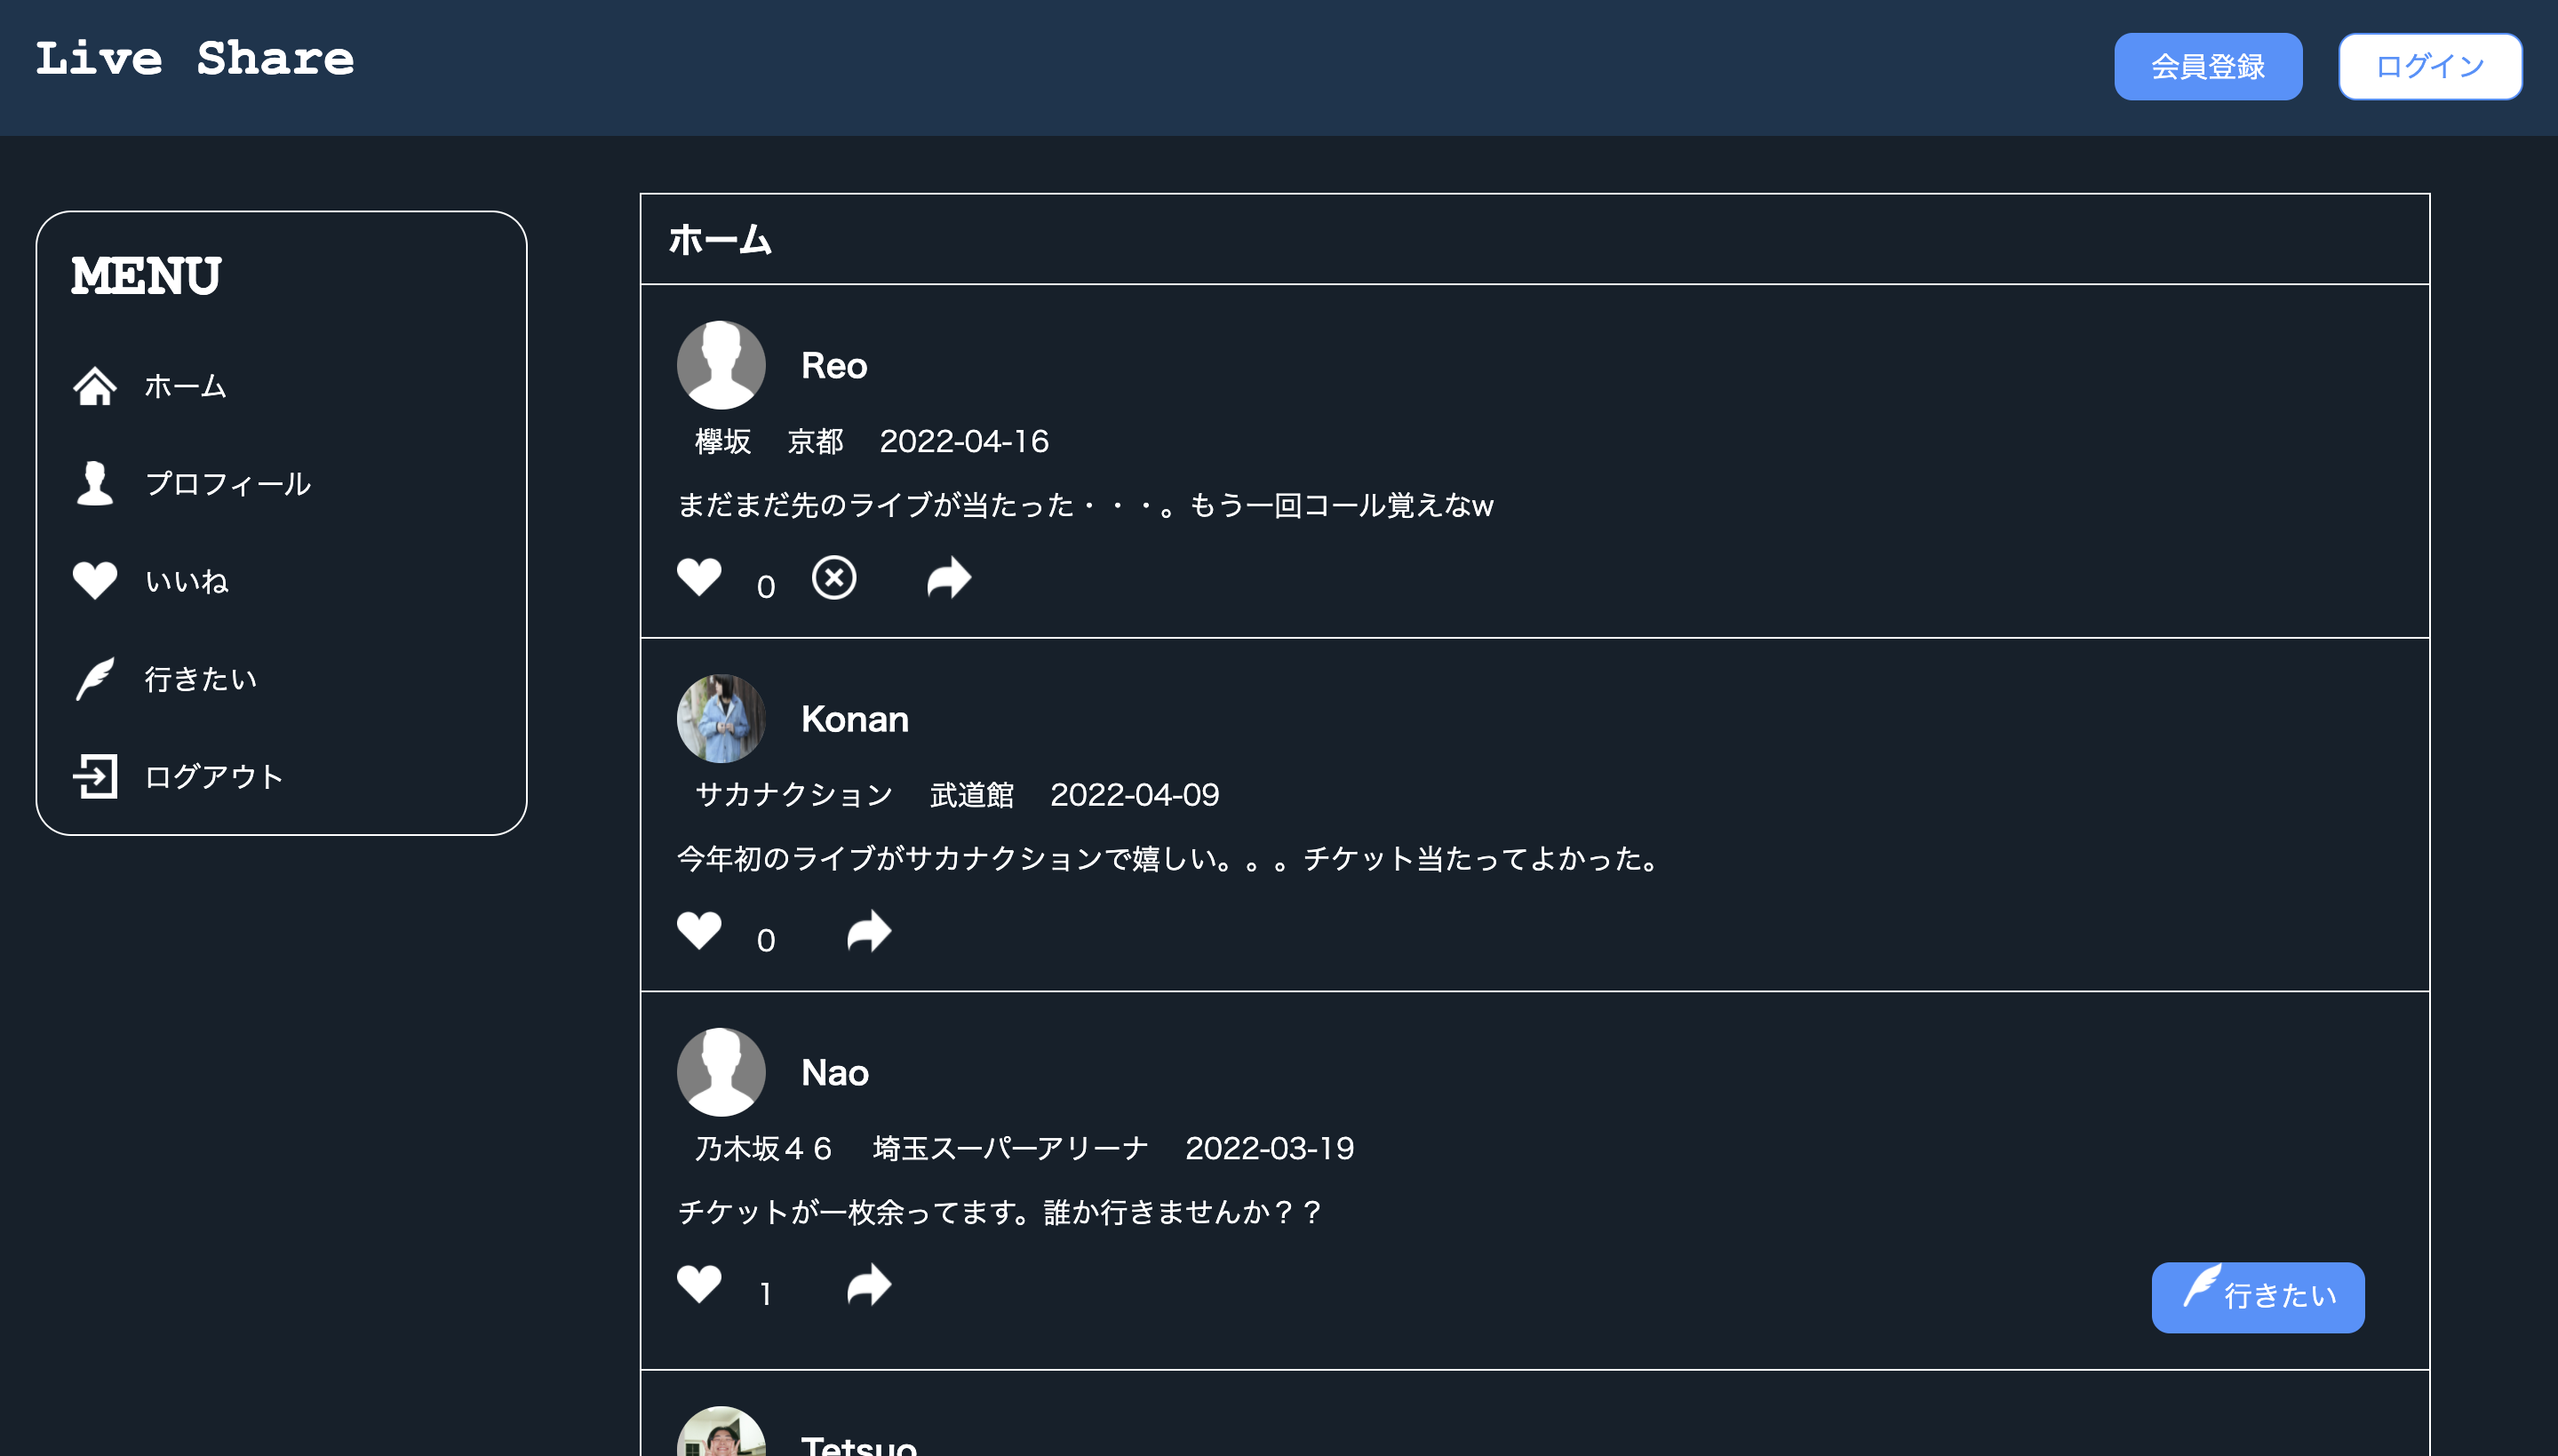 Live Share
会員登録
ログイン
MENU
ホーム
プロフィール
いいね
行きたい
ログアウト
ホーム
Reo
欅坂 京都 2022-04-16
まだまだ先のライブが当たった・・・。もう一回コール覚えなw
0
Konan
サカナクション 武道館 2022-04-09
今年初のライブがサカナクションで嬉しい。。。チケット当たってよかった。
0
Nao
乃木坂４６ 埼玉スーパーアリーナ 2022-03-19
チケットが一枚余ってます。誰か行きませんか？？
1
行きたい
Tetsuo